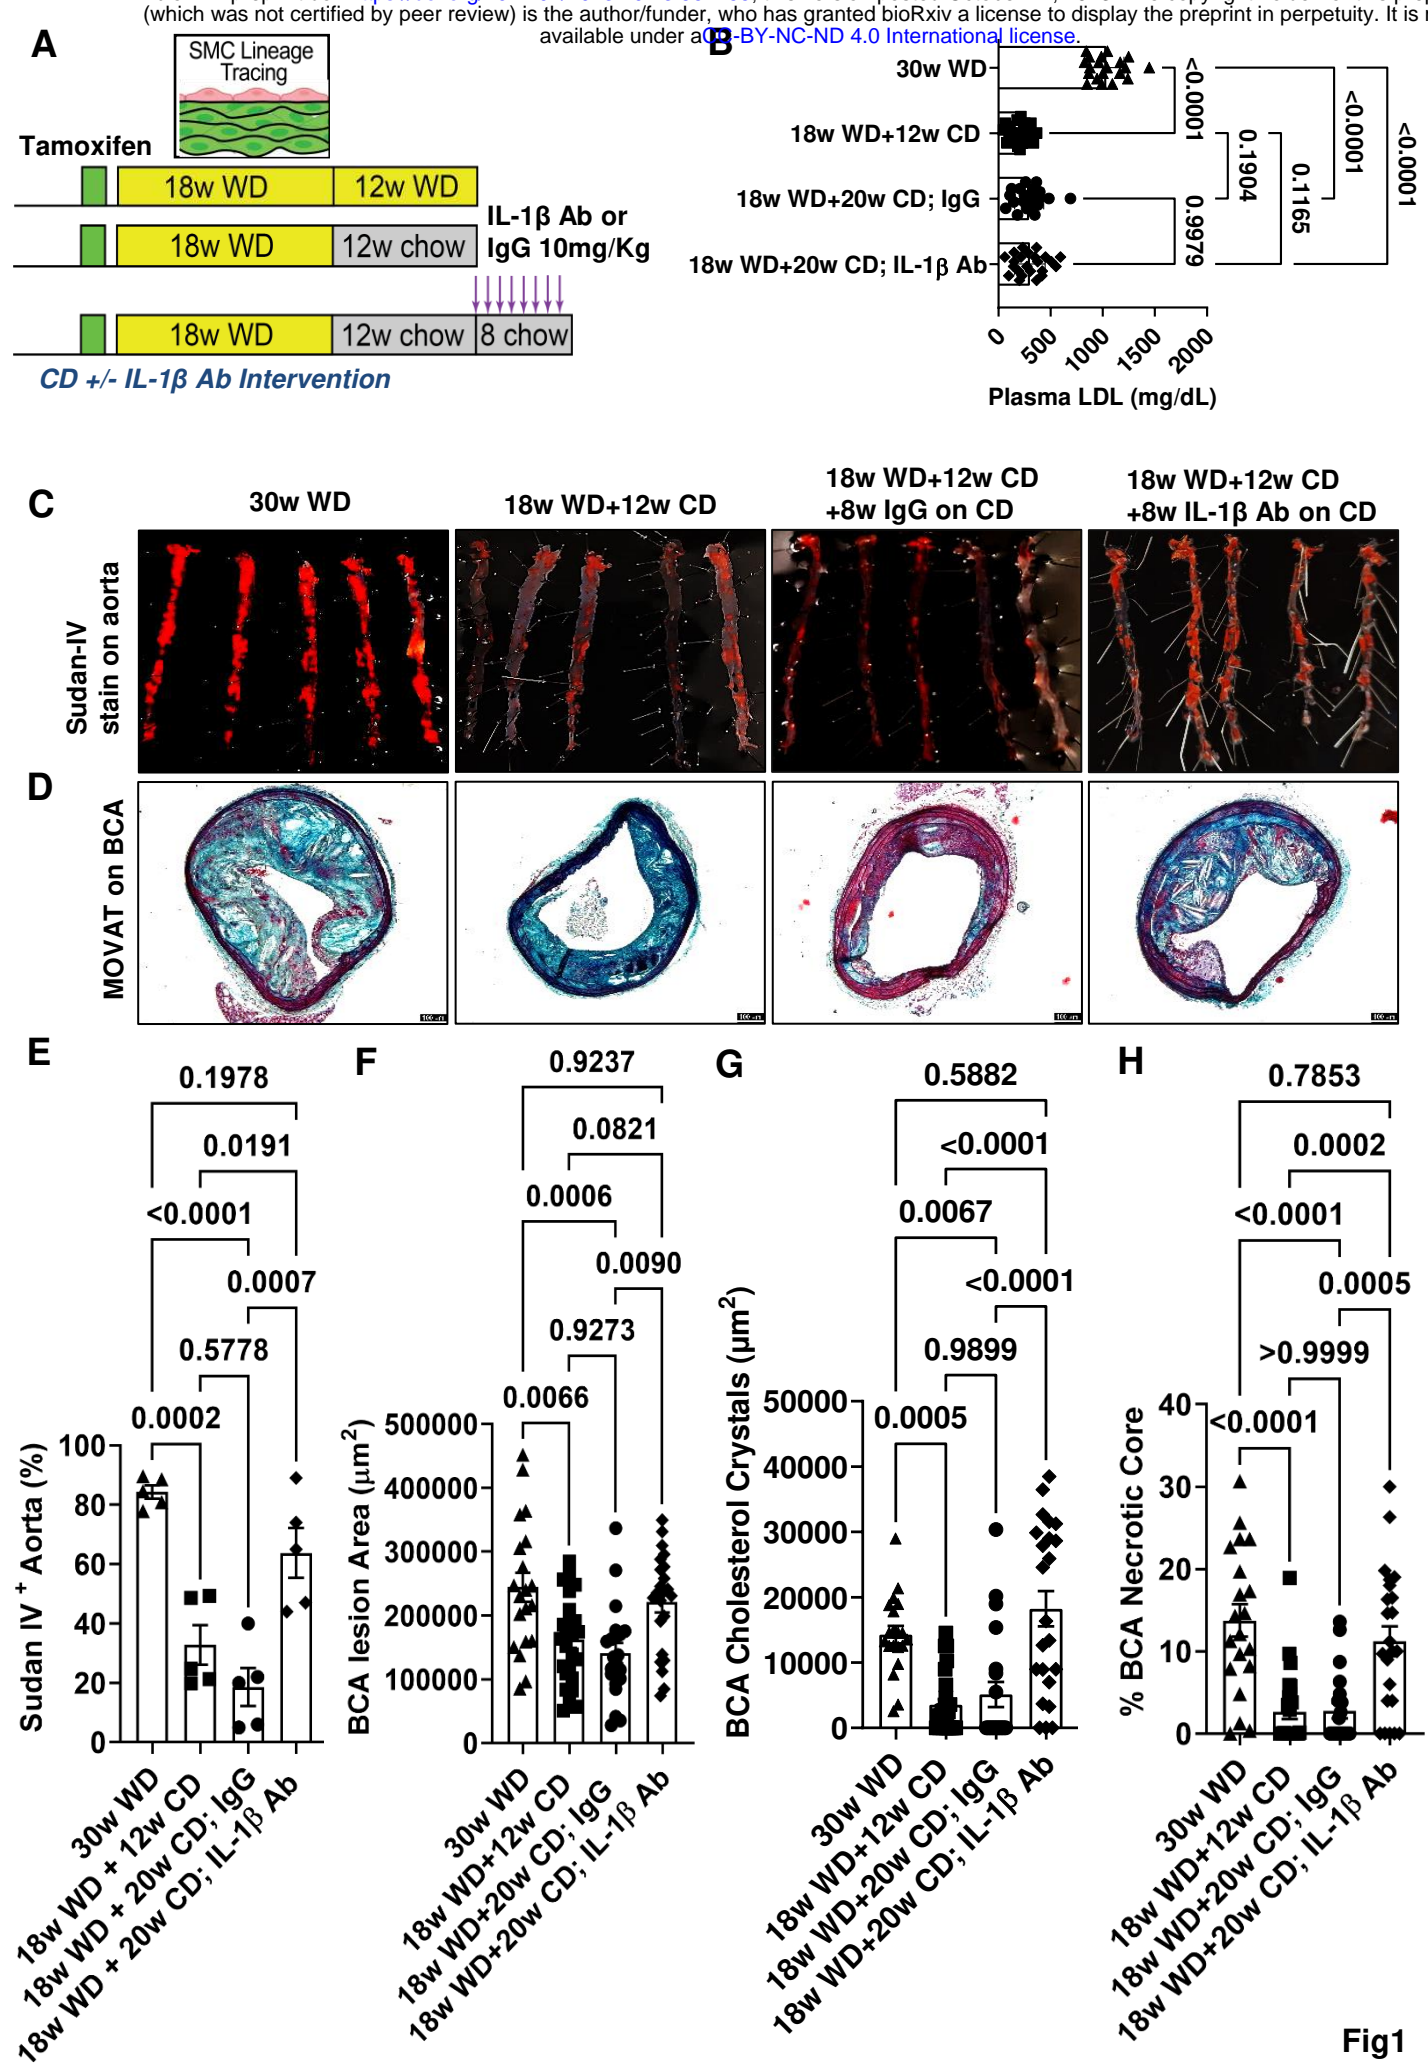 (which was not certified by peer review) is the author/funder, who has granted bioRxiv a license to display the preprint in perpetuity. It is
available under aCC-BY-NC-ND 4.0 International license.
A
SMC Lineage
Tracing
Tamoxifen
18w WD
12w WD
18w WD
12w chow
IL-1β Ab or
IgG 10mg/Kg
18w WD
12w chow
8 chow
CD +/- IL-1β Ab Intervention
B
30w WD
18w WD+12w CD
18w WD+20w CD; IgG
18w WD+20w CD; IL-1β Ab
<0.0001
0.9979
0.1904
0.1165
<0.0001
<0.0001
0
500
1000
1500
2000
Plasma LDL (mg/dL)
C
30w WD
18w WD+12w CD
18w WD+12w CD
+8w IgG on CD
18w WD+12w CD
+8w IL-1β Ab on CD
Sudan-IV
stain on aorta
D
MOVAT on BCA
100 µm
100 µm
100 µm
100 µm
E
0.1978
0.0191
<0.0001
0.0007
0.5778
0.0002
Sudan IV + Aorta (%)
100
80
60
40
20
0
30w WD
18w WD + 12w CD
18w WD + 20w CD; IgG
18w WD + 20w CD; IL-1β Ab
F
0.9237
0.0821
0.0006
0.0090
0.9273
0.0066
BCA lesion Area (µm²)
500000
400000
300000
200000
100000
0
30w WD
18w WD+12w CD
18w WD+20w CD; IgG
18w WD+20w CD; IL-1β Ab
G
0.5882
<0.0001
0.0067
<0.0001
0.9899
0.0005
BCA Cholesterol Crystals (µm²)
50000
40000
30000
20000
10000
0
30w WD
18w WD+12w CD
18w WD+20w CD; IgG
18w WD+20w CD; IL-1β Ab
H
0.7853
0.0002
<0.0001
0.0005
>0.9999
<0.0001
% BCA Necrotic Core
40
30
20
10
0
30w WD
18w WD+12w CD
18w WD+20w CD; IgG
18w WD+20w CD; IL-1β Ab
Fig1